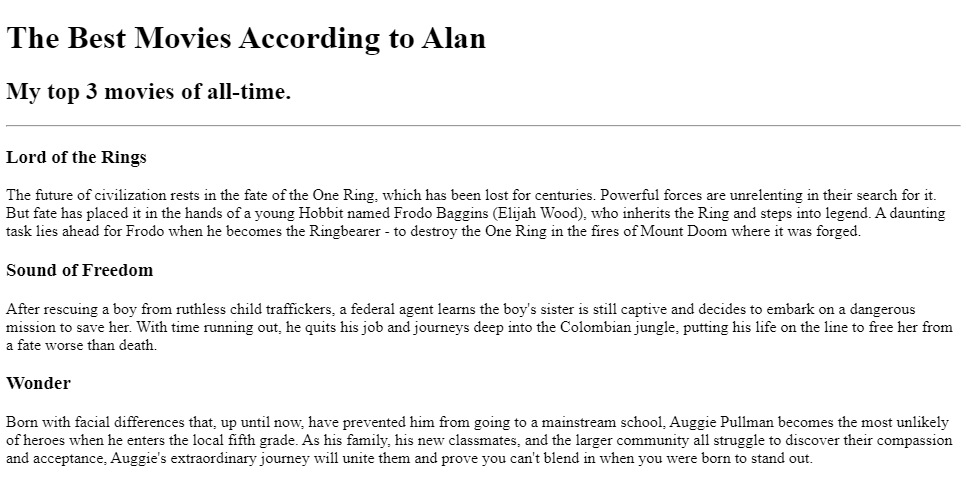 The Best Movies According to Alan
My top 3 movies of all-time.
Lord of the Rings
The future of civilization rests in the fate of the One Ring, which has been lost for centuries. Powerful forces are unrelenting in their search for it.
But fate has placed it in the hands of a young Hobbit named Frodo Baggins (Elijah Wood), who inherits the Ring and steps into legend. A daunting
task lies ahead for Frodo when he becomes the Ringbearer - to destroy the One Ring in the fires of Mount Doom where it was forged.
Sound of Freedom
After rescuing a boy from ruthless child traffickers, a federal agent learns the boy's sister is still captive and decides to embark on a dangerous
mission to save her. With time running out, he quits his job and journeys deep into the Colombian jungle, putting his life on the line to free her from
a fate worse than death.
Wonder
Born with facial differences that, up until now, have prevented him from going to a mainstream school, Auggie Pullman becomes the most unlikely
of heroes when he enters the local fifth grade. As his family, his new classmates, and the larger community all struggle to discover their compassion
and acceptance, Auggie's extraordinary journey will unite them and prove you can't blend in when you were born to stand out.